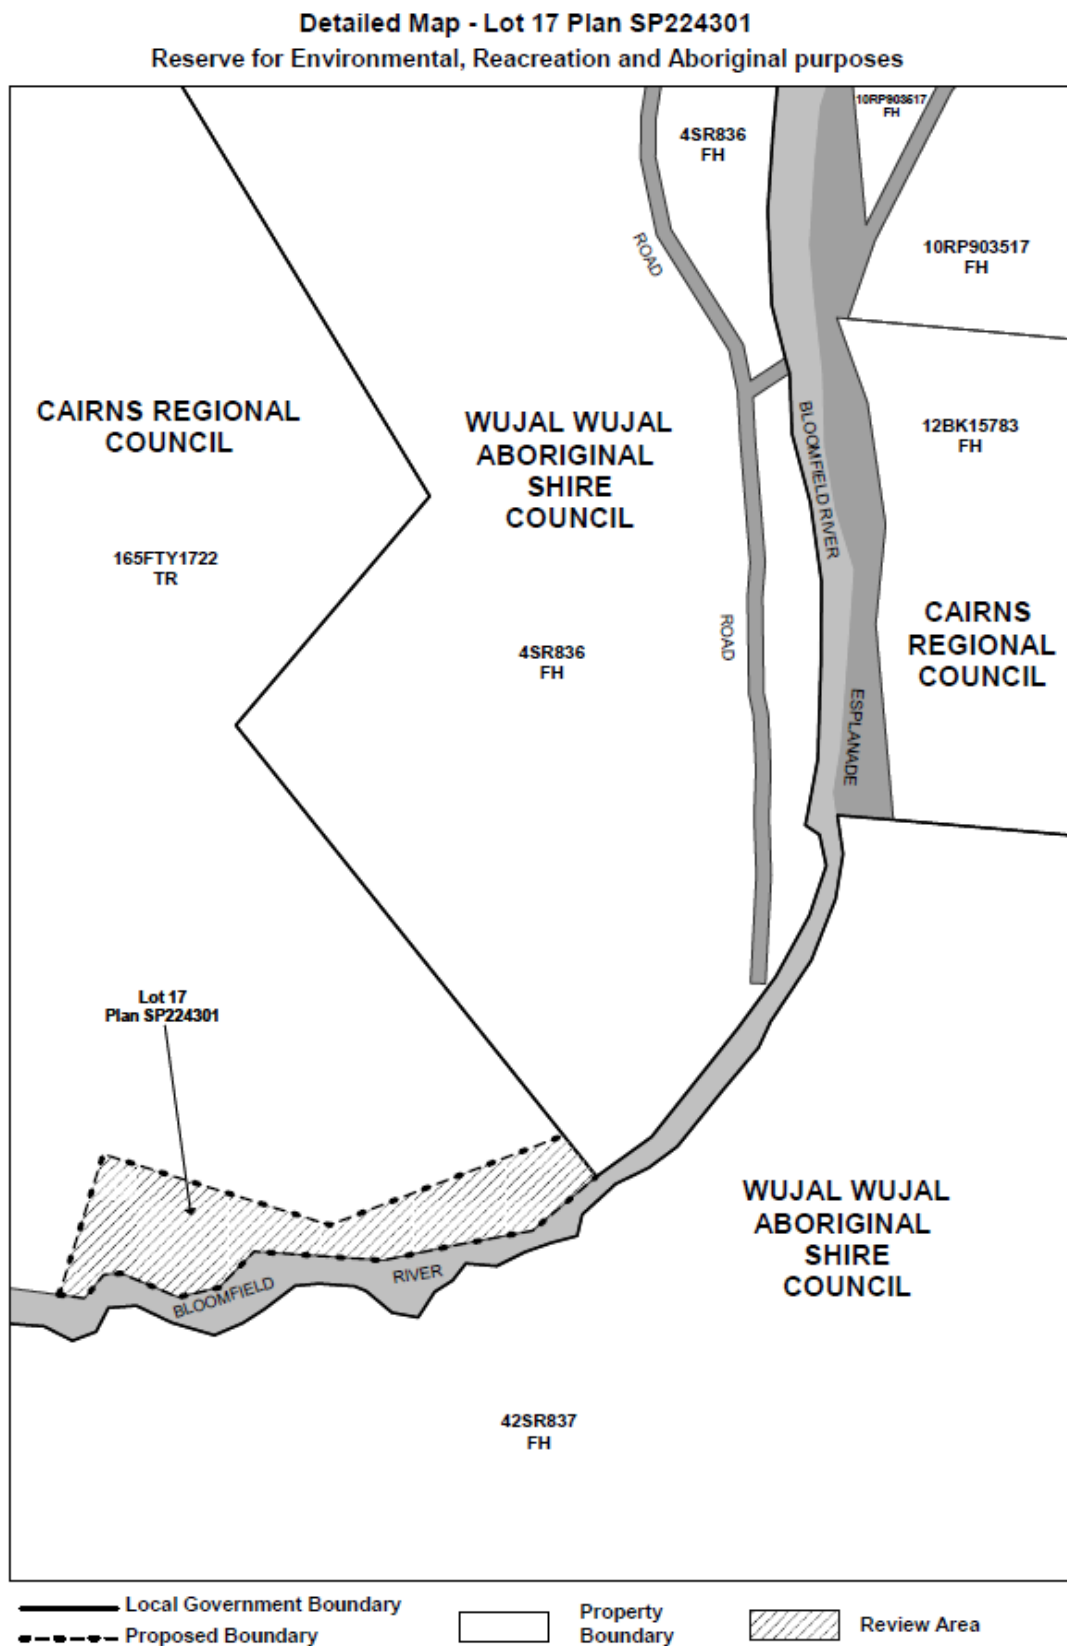 Detailed Map - Lot 17 Plan SP224301
Reserve for Environmental, Reacreation and Aboriginal purposes
10RP903517
FH
4SR836
FH
ROAD
10RP903517
FH
CAIRNS REGIONAL
COUNCIL
WUJAL WUJAL
ABORIGINAL
SHIRE
COUNCIL
BLOOMFIELD RIVER
12BK15783
FH
165FTY1722
TR
4SR836
FH
ROAD
CAIRNS
REGIONAL
COUNCIL
ESPLANADE
Lot 17
Plan SP224301
WUJAL WUJAL
ABORIGINAL
SHIRE
COUNCIL
BLOOMFIELD
RIVER
42SR837
FH
Local Government Boundary
Proposed Boundary
Property
Boundary
Review Area